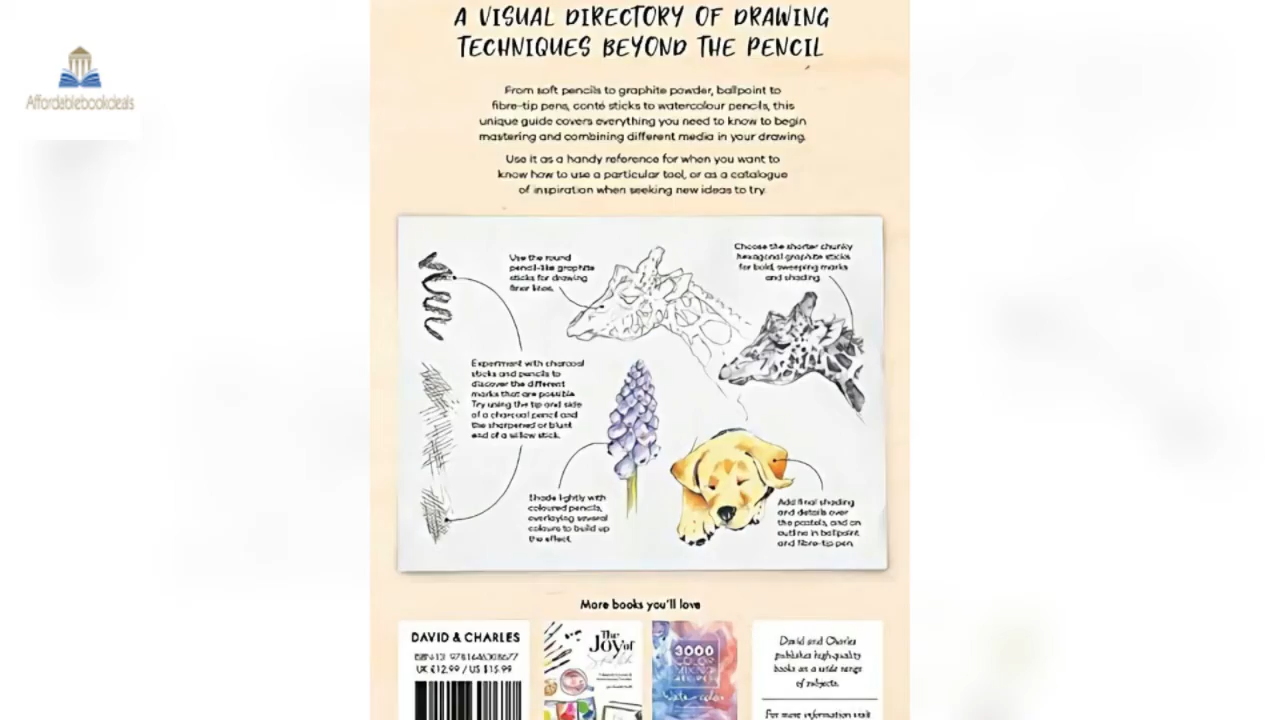 Affordablebookdeals
A VISUAL DIRECTORY OF DRAWING
TECHNIQUES BEYOND THE PENCIL
From soft pencils to graphite powder, ballpoint to
fibre-tip pens, conté sticks to watercolour pencils, this
unique guide covers everything you need to know to begin
mastering and combining different media in your drawing.
Use it as a handy reference for when you want to
know how to use a particular tool, or as a catalogue
of inspiration when seeking new ideas to try.
Use the round
pencil-like graphite
sticks for drawing
finer lines.
Choose the shorter chunky
hexagonal graphite sticks
for bold, sweeping marks
and shading.
Experiment with charcoal
sticks and pencils to
discover the different
marks that are possible.
Try using the tip and side
of a charcoal pencil and
the sharpened or blunt
end of a willow stick.
Shade lightly with
coloured pencils,
overlaying several
colours to build up
the effect.
Add final shading
and details over
the pastels, and an
outline in ballpoint
and fibre-tip pen.
More books you'll love
DAVID & CHARLES
UK £12.99 / US $15.99
The
Joy of
3000
COLOR
MIXING
David and Charles
publishes high-quality
books on a wide range
of subjects.
For more information visit